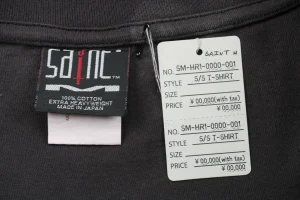 saint
™
100% COTTON
EXTRA HEAVYWEIGHT
MADE IN JAPAN
SAINT M
NO. SM-HR1-0000-001
STYLE S/S T-SHIRT
SIZE
PRICE ¥ 00,000(with tax)
¥ 00,000
NO. SM-HR1-0000-001
STYLE S/S T-SHIRT
SIZE
PRICE ¥ 00,000(with tax)
¥ 00,000